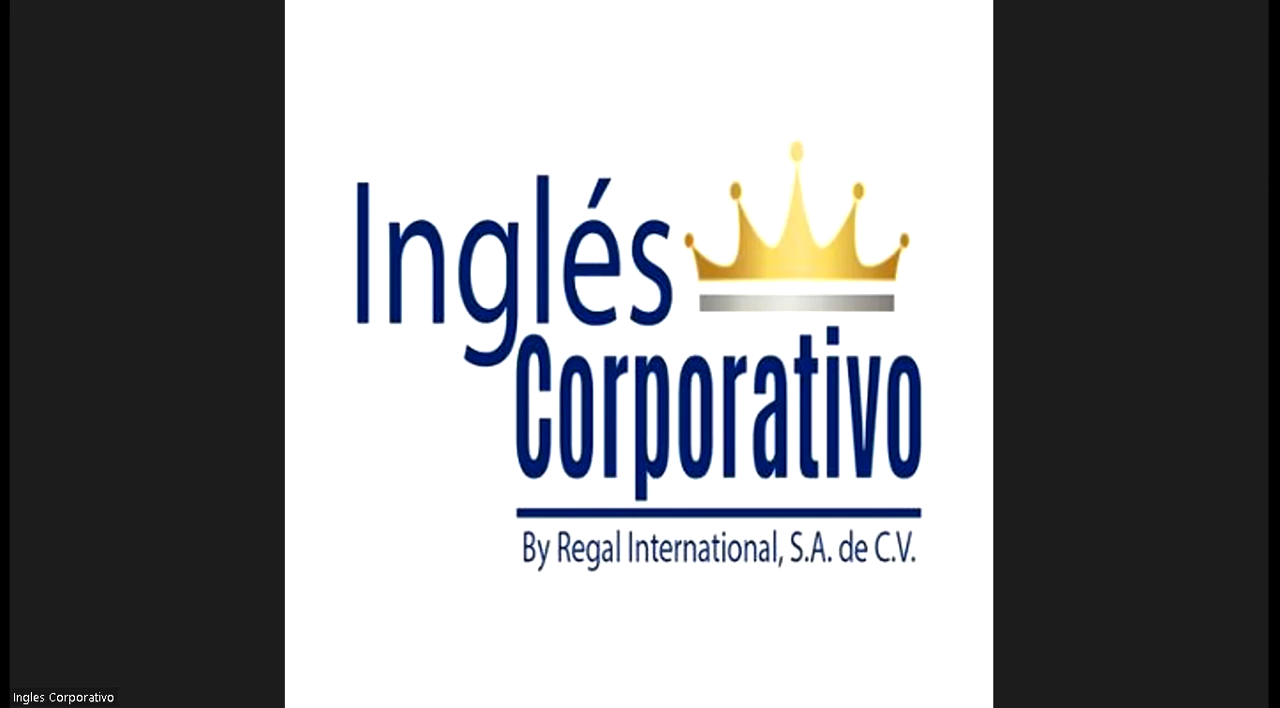 Inglés
Corporativo
By Regal International, S.A. de C.V.
Ingles Corporativo